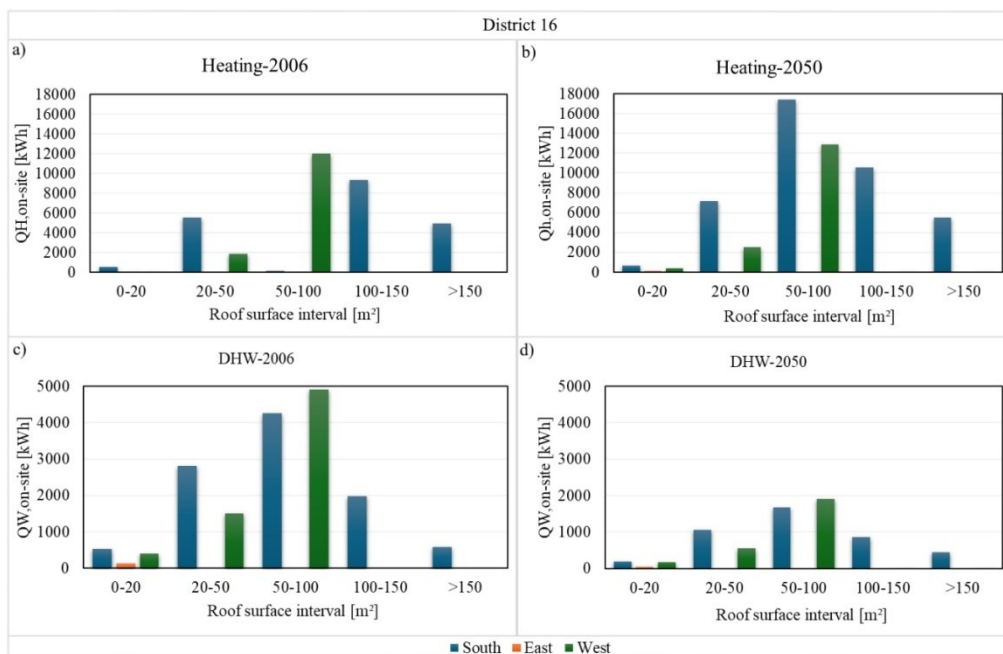 District 16
a)
Heating-2006
QH,on-site [kWh]
18000
16000
14000
12000
10000
8000
6000
4000
2000
0
0-20 20-50 50-100 100-150 >150
Roof surface interval [m²]
b)
Heating-2050
Qh,on-site [kWh]
18000
16000
14000
12000
10000
8000
6000
4000
2000
0
0-20 20-50 50-100 100-150 >150
Roof surface interval [m²]
c)
DHW-2006
QW,on-site [kWh]
5000
4000
3000
2000
1000
0
0-20 20-50 50-100 100-150 >150
Roof surface interval [m²]
d)
DHW-2050
QW,on-site [kWh]
5000
4000
3000
2000
1000
0
0-20 20-50 50-100 100-150 >150
Roof surface interval [m²]
South East West